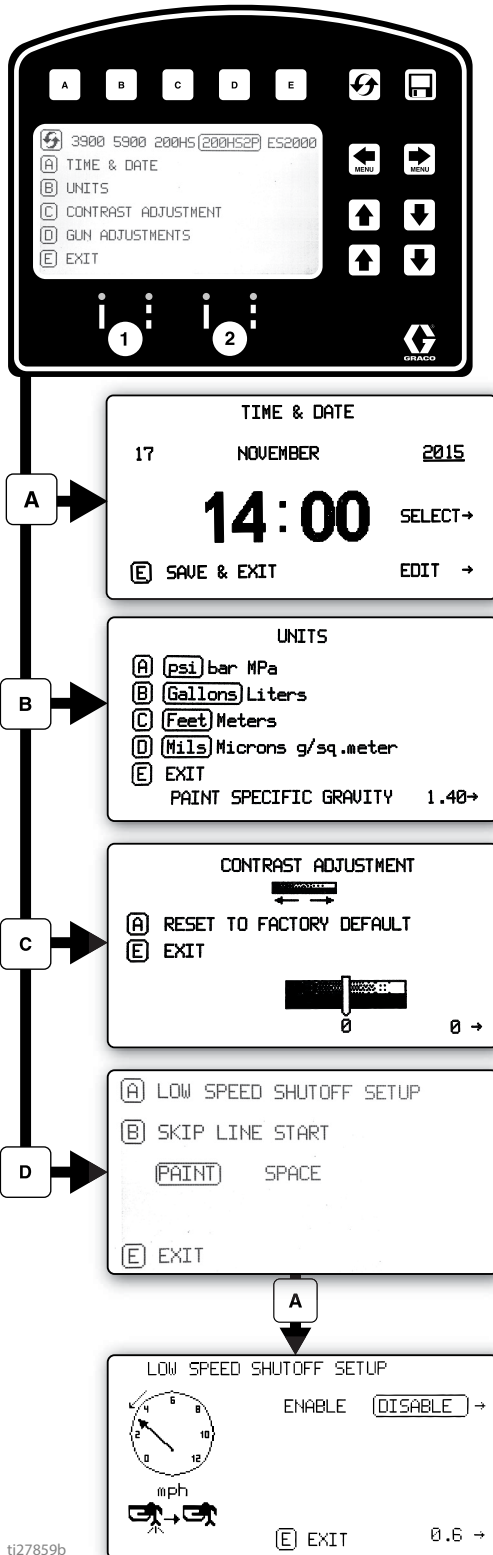 A B C D E
3900 5900 200HS 200HS2P ES2000
A TIME & DATE
B UNITS
C CONTRAST ADJUSTMENT
D GUN ADJUSTMENTS
E EXIT
MENU MENU
1 2
GRACO
A
TIME & DATE
17 NOVEMBER 2015
14:00 SELECT→
E SAVE & EXIT EDIT →
B
UNITS
A psi bar MPa
B Gallons Liters
C Feet Meters
D Mils Microns g/sq.meter
E EXIT
PAINT SPECIFIC GRAVITY 1.40→
C
CONTRAST ADJUSTMENT
A RESET TO FACTORY DEFAULT
E EXIT
0 0 →
D
A LOW SPEED SHUTOFF SETUP
B SKIP LINE START
PAINT SPACE
E EXIT
A
LOW SPEED SHUTOFF SETUP
ENABLE DISABLE →
0 2 4 6 8 10 12
mph
E EXIT 0.6 →
ti27859b